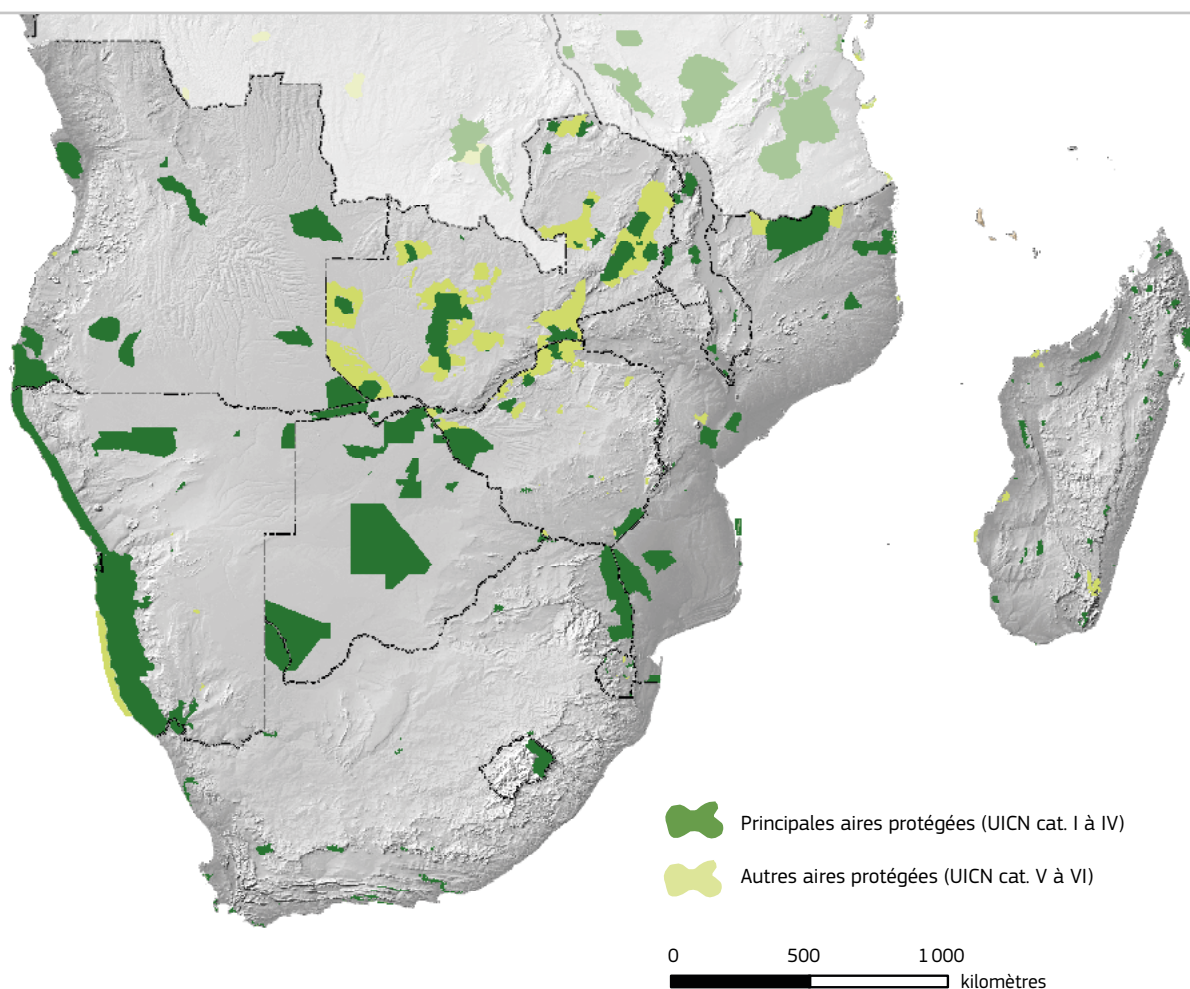 Principales aires protégées (UICN cat. I à IV)
Autres aires protégées (UICN cat. V à VI)
0 500 1 000
kilomètres